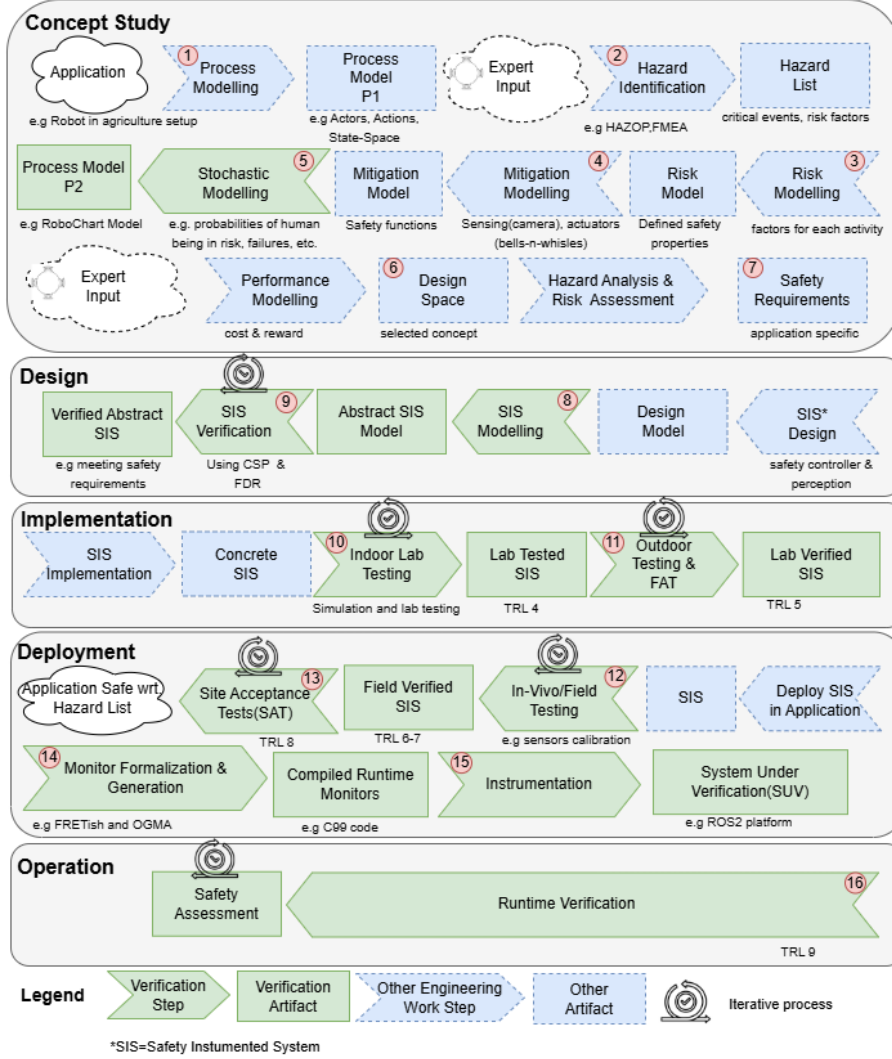 Concept Study
Application
e.g Robot in agriculture setup
1
Process
Modelling
Process
Model
P1
e.g Actors, Actions,
State-Space
Expert
Input
2
Hazard
Identification
e.g HAZOP,FMEA
Hazard
List
critical events, risk factors
Process Model
P2
e.g RoboChart Model
Stochastic
Modelling
5
e.g. probabilities of human
being in risk, failures, etc.
Mitigation
Model
Safety functions
Mitigation
Modelling
4
Sensing(camera), actuators
(bells-n-whisles)
Risk
Model
Defined safety
properties
Risk
Modelling
3
factors for each activity
Expert
Input
Performance
Modelling
cost & reward
6
Design
Space
selected concept
Hazard Analysis &
Risk Assessment
7
Safety
Requirements
application specific
Design
Verified Abstract
SIS
e.g meeting safety
requirements
SIS
Verification
9
Using CSP &
FDR
Abstract SIS
Model
SIS
Modelling
8
Design
Model
SIS*
Design
safety controller &
perception
Implementation
SIS
Implementation
Concrete
SIS
10
Indoor Lab
Testing
Simulation and lab testing
Lab Tested
SIS
TRL 4
11
Outdoor
Testing &
FAT
Lab Verified
SIS
TRL 5
Deployment
Application Safe wrt.
Hazard List
Site Acceptance
Tests(SAT)
13
TRL 8
Field Verified
SIS
TRL 6-7
In-Vivo/Field
Testing
12
e.g sensors calibration
SIS
Deploy SIS
in Application
14
Monitor Formalization &
Generation
e.g FRETish and OGMA
Compiled Runtime
Monitors
e.g C99 code
15
Instrumentation
System Under
Verification(SUV)
e.g ROS2 platform
Operation
Safety
Assessment
Runtime Verification
16
TRL 9
Legend
Verification
Step
Verification
Artifact
Other Engineering
Work Step
Other
Artifact
Iterative process
*SIS=Safety Instumented System